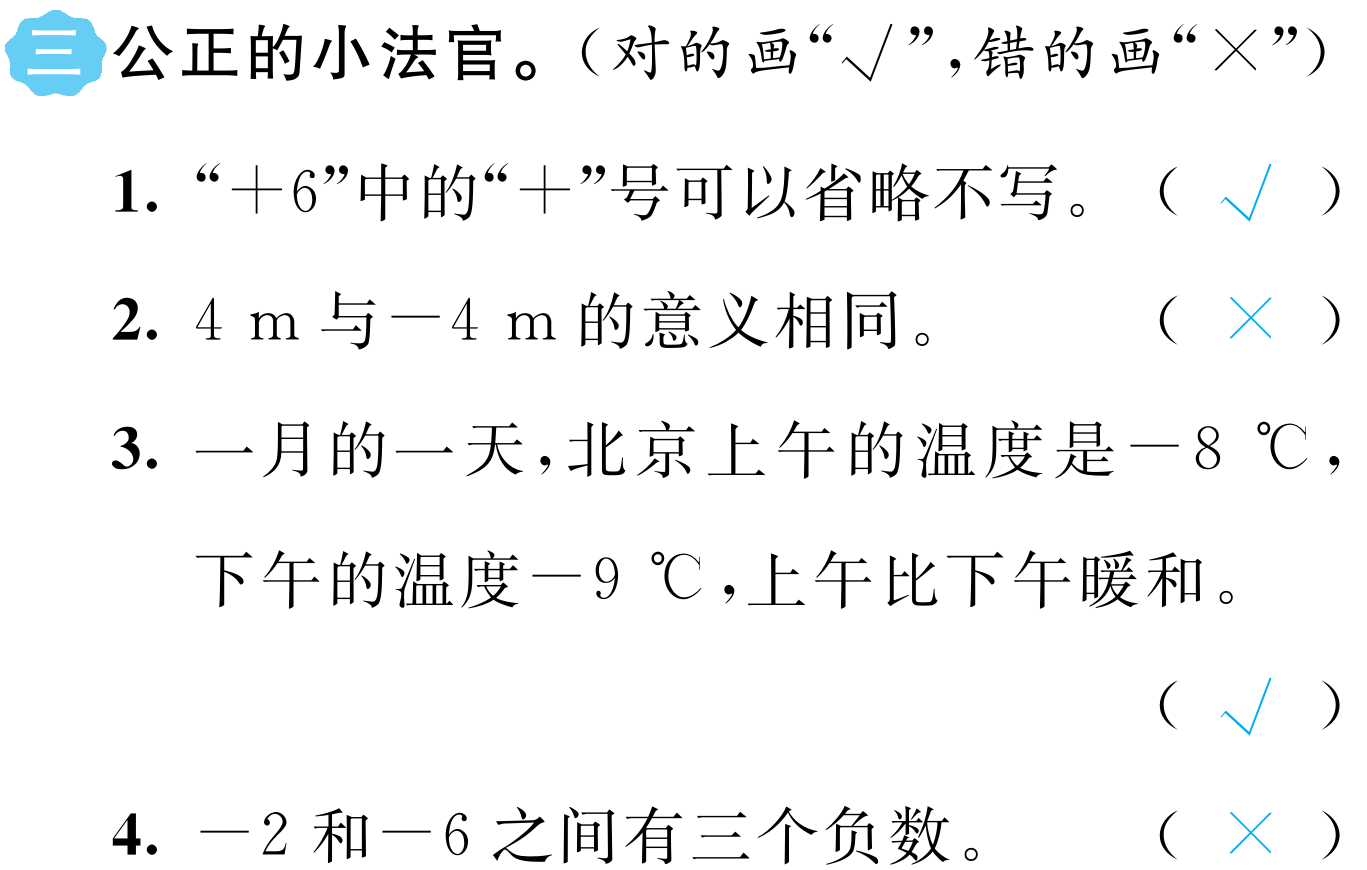 三 公正的小法官。(对的画“√”,错的画“×”)
1. “+6”中的“+”号可以省略不写。 ( √ )
2. 4 m 与-4 m 的意义相同。 ( × )
3. 一月的一天,北京上午的温度是-8 ℃,
下午的温度-9 ℃,上午比下午暖和。
( √ )
4. -2 和-6 之间有三个负数。 ( × )